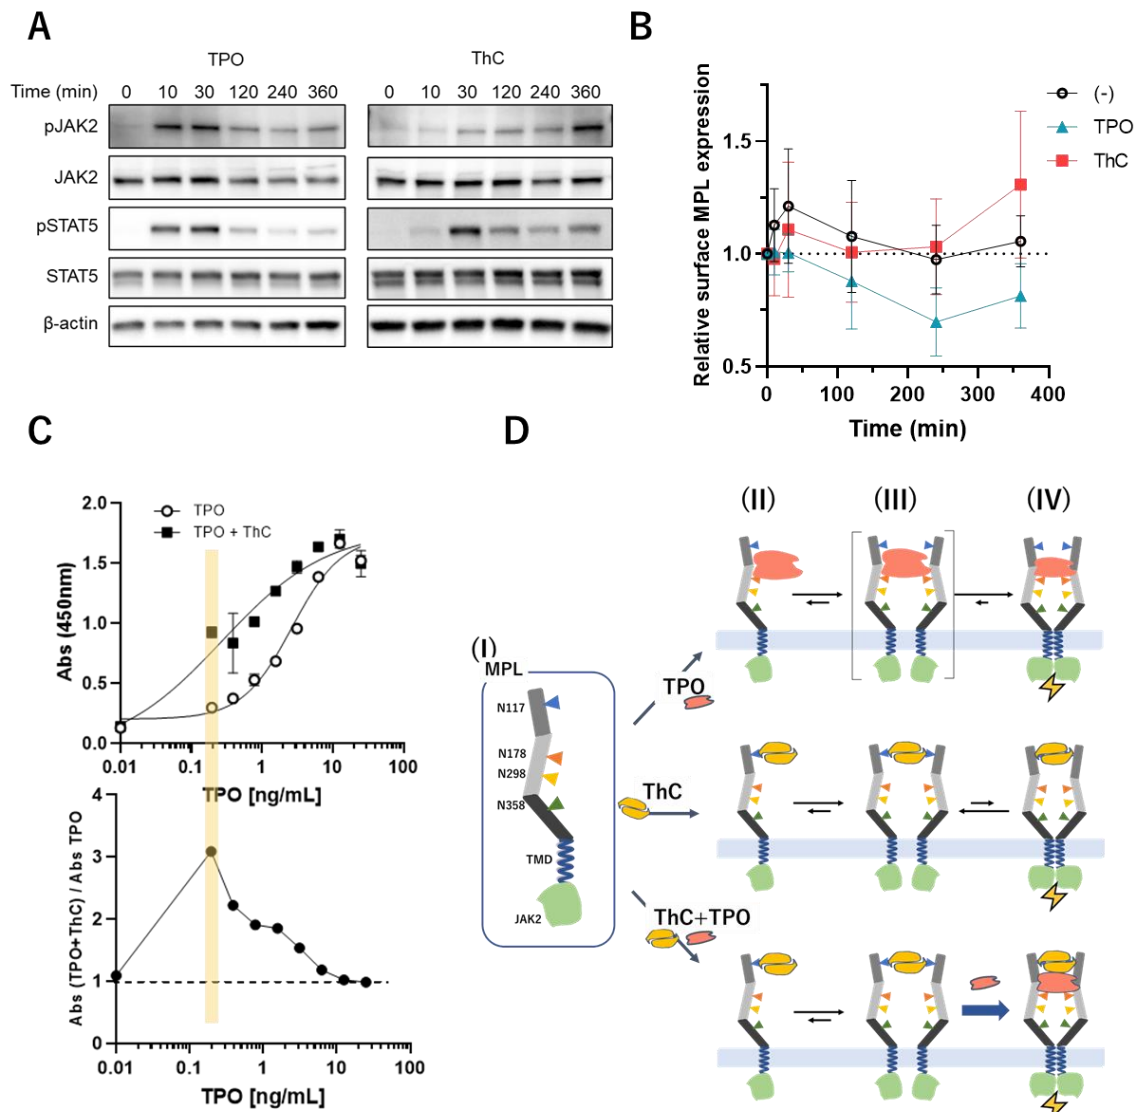 A
TPO
ThC
Time (min) 0 10 30 120 240 360 0 10 30 120 240 360
pJAK2
JAK2
pSTAT5
STAT5
β-actin
B
Relative surface MPL expression
1.5
1.0
0.5
0 100 200 300 400
Time (min)
(-)
TPO
ThC
C
TPO
TPO + ThC
Abs (450nm)
2.0
1.5
1.0
0.5
0.0
0.01 0.1 1 10 100
TPO [ng/mL]
Abs (TPO+ThC) / Abs TPO
4
3
2
1
0
0.01 0.1 1 10 100
TPO [ng/mL]
D
(I)
MPL
N117
N178
N298
N358
TMD
JAK2
(II) (III) (IV)
TPO
ThC
ThC+TPO